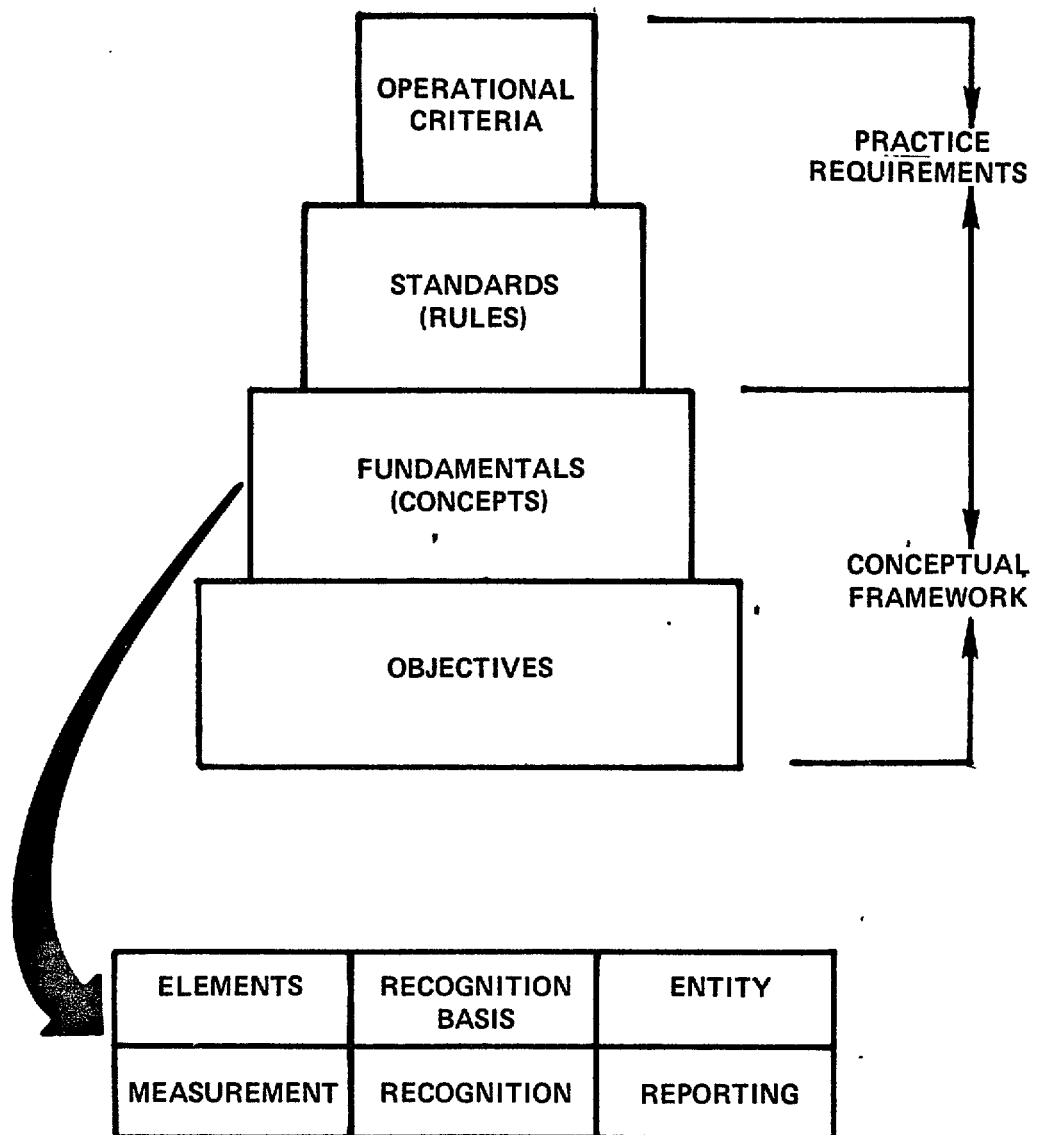 OPERATIONAL
CRITERIA
PRACTICE
REQUIREMENTS
STANDARDS
(RULES)
FUNDAMENTALS
(CONCEPTS)
CONCEPTUAL
FRAMEWORK
OBJECTIVES
ELEMENTS
RECOGNITION
BASIS
ENTITY
MEASUREMENT
RECOGNITION
REPORTING